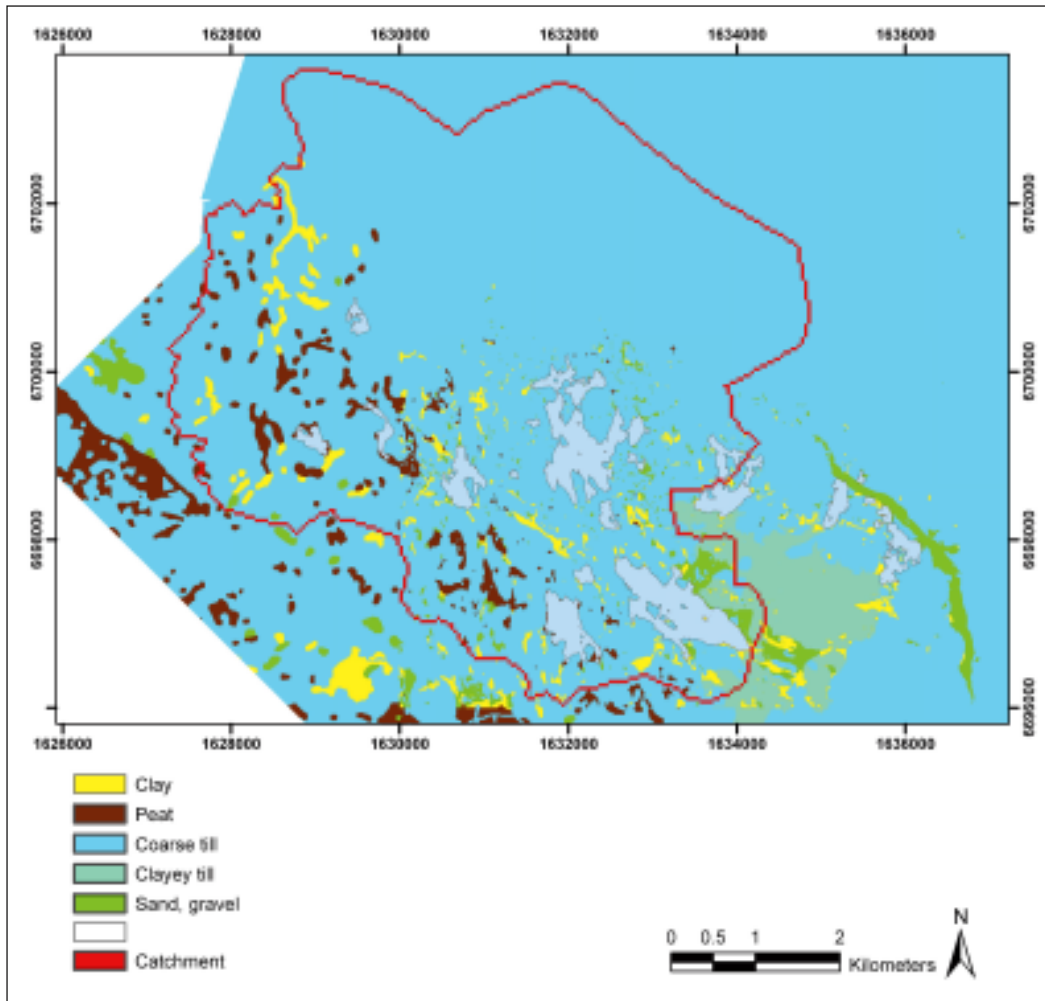 1626000 1628000 1630000 1632000 1634000 1636000
6702000 6702000
6700000 6700000
6698000 6698000
6696000 6696000
1626000 1628000 1630000 1632000 1634000 1636000
Clay
Peat
Coarse till
Clayey till
Sand, gravel
Catchment
N
0 0.5 1 2
Kilometers